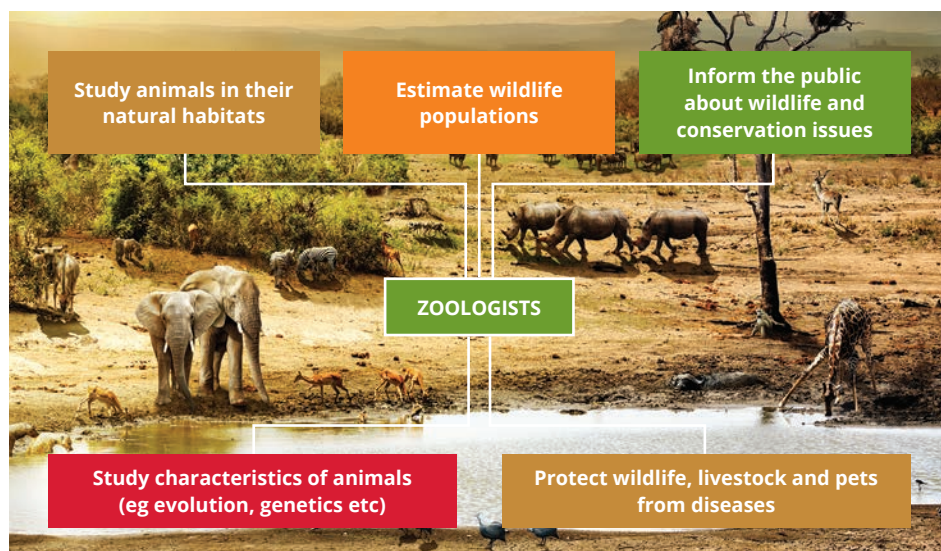 Study animals in their
natural habitats
Estimate wildlife
populations
Inform the public
about wildlife and
conservation issues
ZOOLOGISTS
Study characteristics of animals
(eg evolution, genetics etc)
Protect wildlife, livestock and pets
from diseases